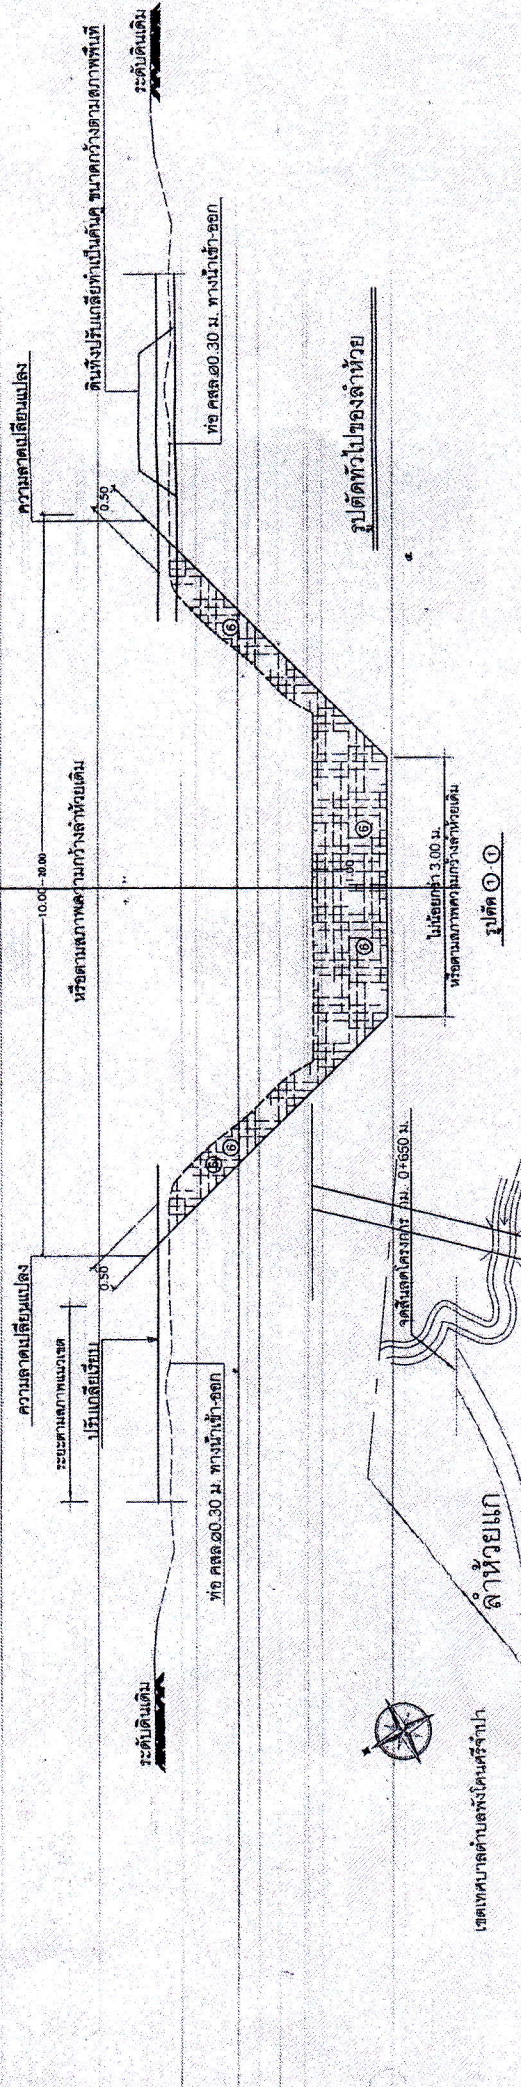 ระดับดินเดิม
ความลาดเปลี่ยนแปลง
ระยะตามสภาพแนวเขต
ปรับเกลี่ยเรียบ
0.50
ท่อ คสล.ø0.30 ม. ทางน้ำเข้า-ออก
10.00-20.00
หรือตามสภาพความกว้างลำห้วยเดิม
ความลาดเปลี่ยนแปลง
0.50
ดินทิ้งปรับเกลี่ยทำเป็นคันคู ขนาดกว้างตามสภาพพื้นที่
ระดับดินเดิม
ท่อ คสล.ø0.30 ม. ทางน้ำเข้า-ออก
6
6
6
6
1.00
6
ไม่น้อยกว่า 3.00 ม.
หรือตามสภาพความกว้างลำห้วยเดิม
รูปตัด 1 - 1
รูปตัดทั่วไปของลำห้วย
จุดสิ้นสุดโครงการ กม. 0+650 ม.
ลำห้วยแก
เขตเทศบาลตำบลพังโคนศรีจำปา